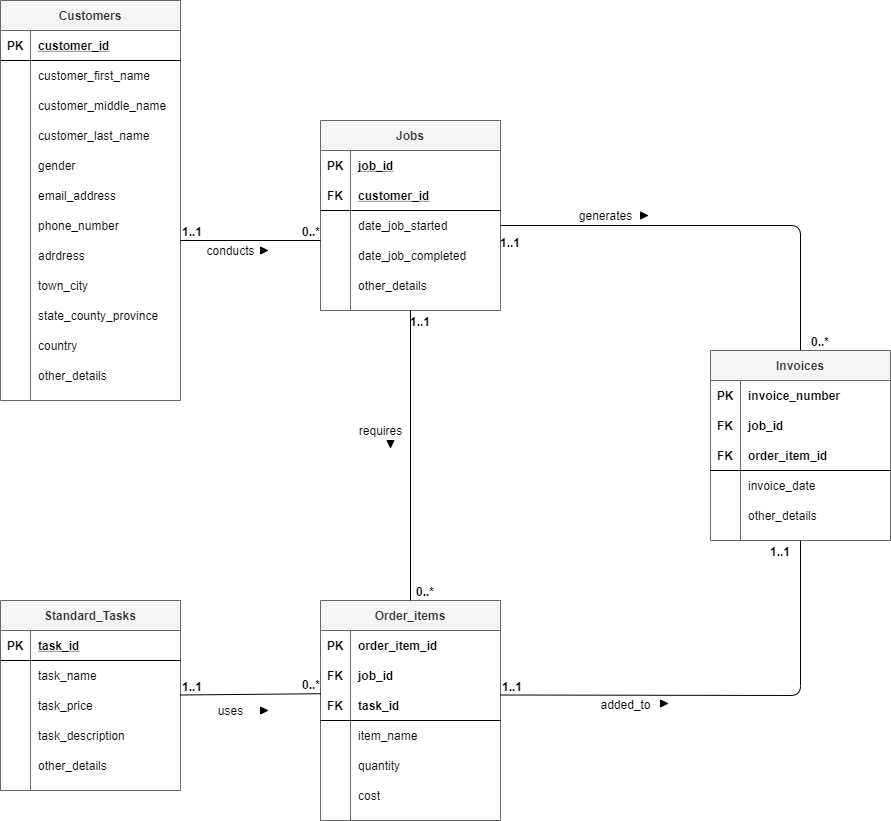 Customers
PK customer_id
customer_first_name
customer_middle_name
customer_last_name
gender
email_address
phone_number
adrdress
town_city
state_county_province
country
other_details
1..1
0..*
conducts
Jobs
PK job_id
FK customer_id
date_job_started
date_job_completed
other_details
generates
1..1
0..*
1..1
requires
0..*
Invoices
PK invoice_number
FK job_id
FK order_item_id
invoice_date
other_details
1..1
Standard_Tasks
PK task_id
task_name
task_price
task_description
other_details
1..1
0..*
uses
Order_items
PK order_item_id
FK job_id
FK task_id
item_name
quantity
cost
1..1
added_to